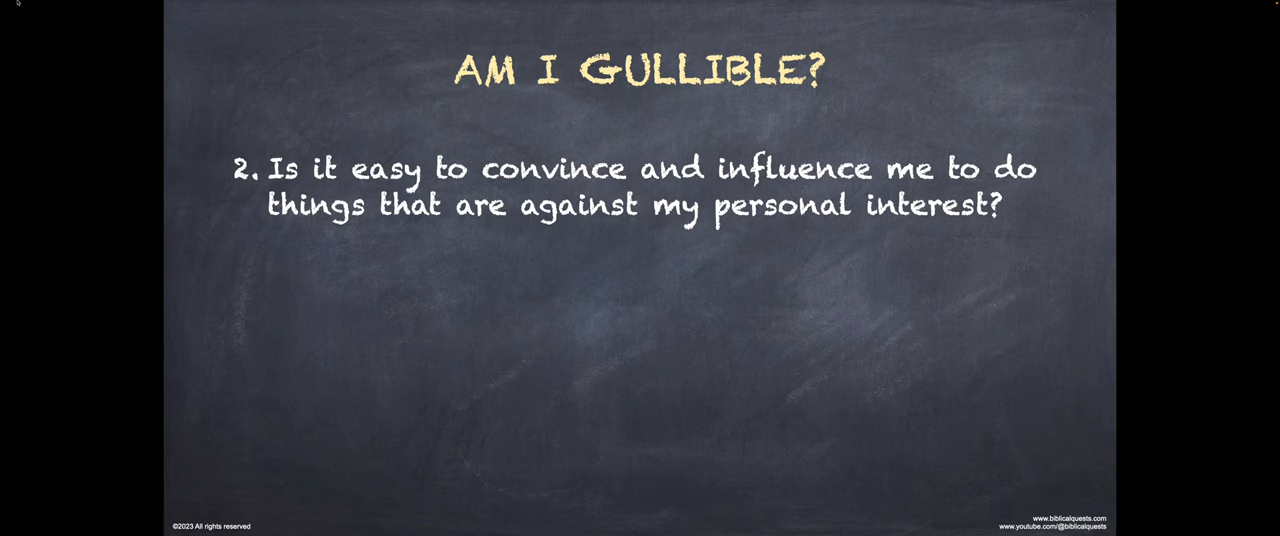 AM I GULLIBLE?
2. Is it easy to convince and influence me to do
things that are against my personal interest?
©2023 All rights reserved
www.biblicalquests.com
www.youtube.com/@biblicalquests